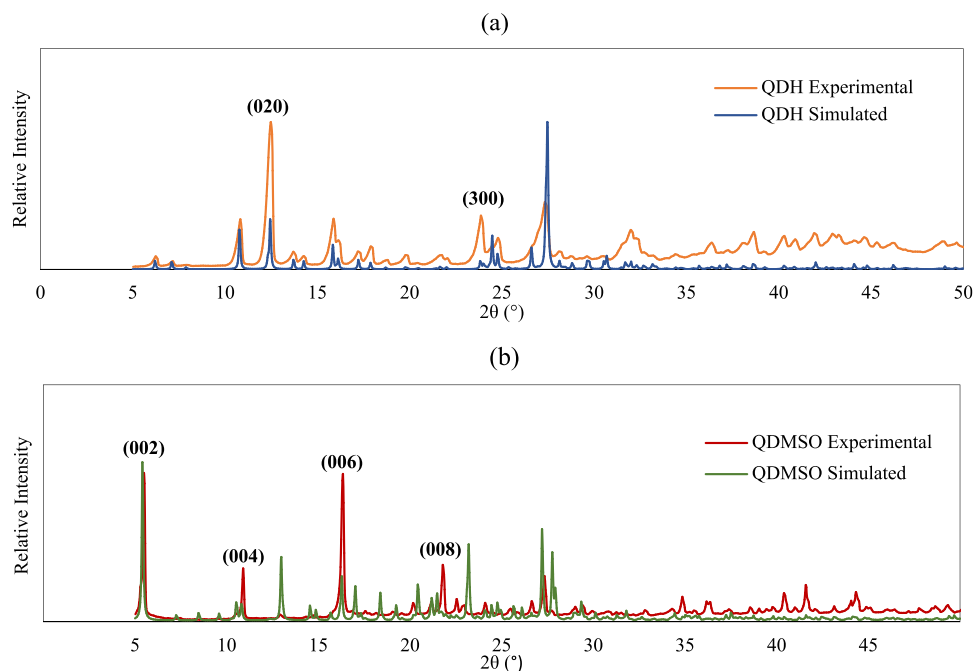 (a)
Relative Intensity
(020)
(300)
QDH Experimental
QDH Simulated
0 5 10 15 20 25 30 35 40 45 50
2θ (°)
(b)
Relative Intensity
(002)
(004)
(006)
(008)
QDMSO Experimental
QDMSO Simulated
5 10 15 20 25 30 35 40 45
2θ (°)